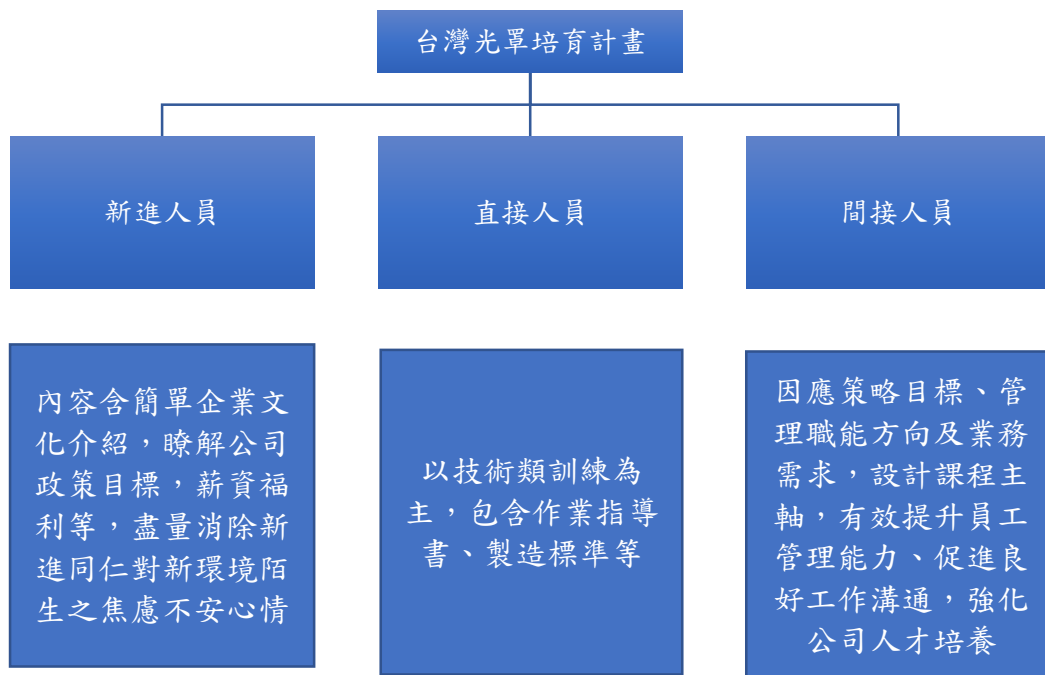 台灣光罩培育計畫
新進人員
直接人員
間接人員
內容含簡單企業文
化介紹，瞭解公司
政策目標，薪資福
利等，盡量消除新
進同仁對新環境陌
生之焦慮不安心情
以技術類訓練為
主，包含作業指導
書、製造標準等
因應策略目標、管
理職能方向及業務
需求，設計課程主
軸，有效提升員工
管理能力、促進良
好工作溝通，強化
公司人才培養